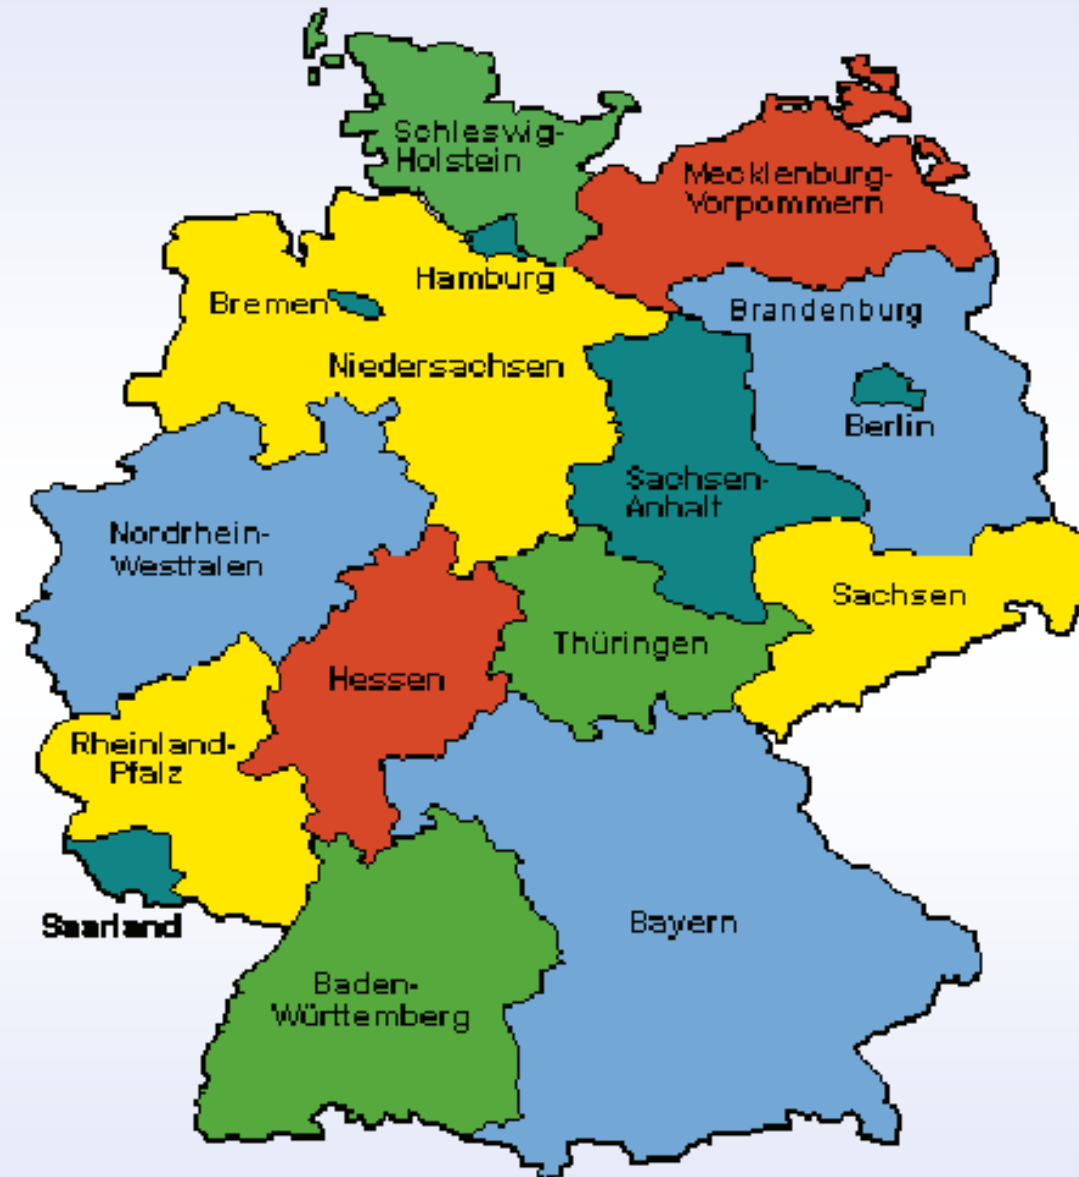 Schleswig-
Holstein
Mecklenburg-
Vorpommern
Hamburg
Bremen
Brandenburg
Niedersachsen
Berlin
Sachsen-
Anhalt
Nordrhein-
Westtalen
Sachsen
Thüringen
Hessen
Rheinland-
Pfalz
Saarland
Bayern
Baden-
Württemberg